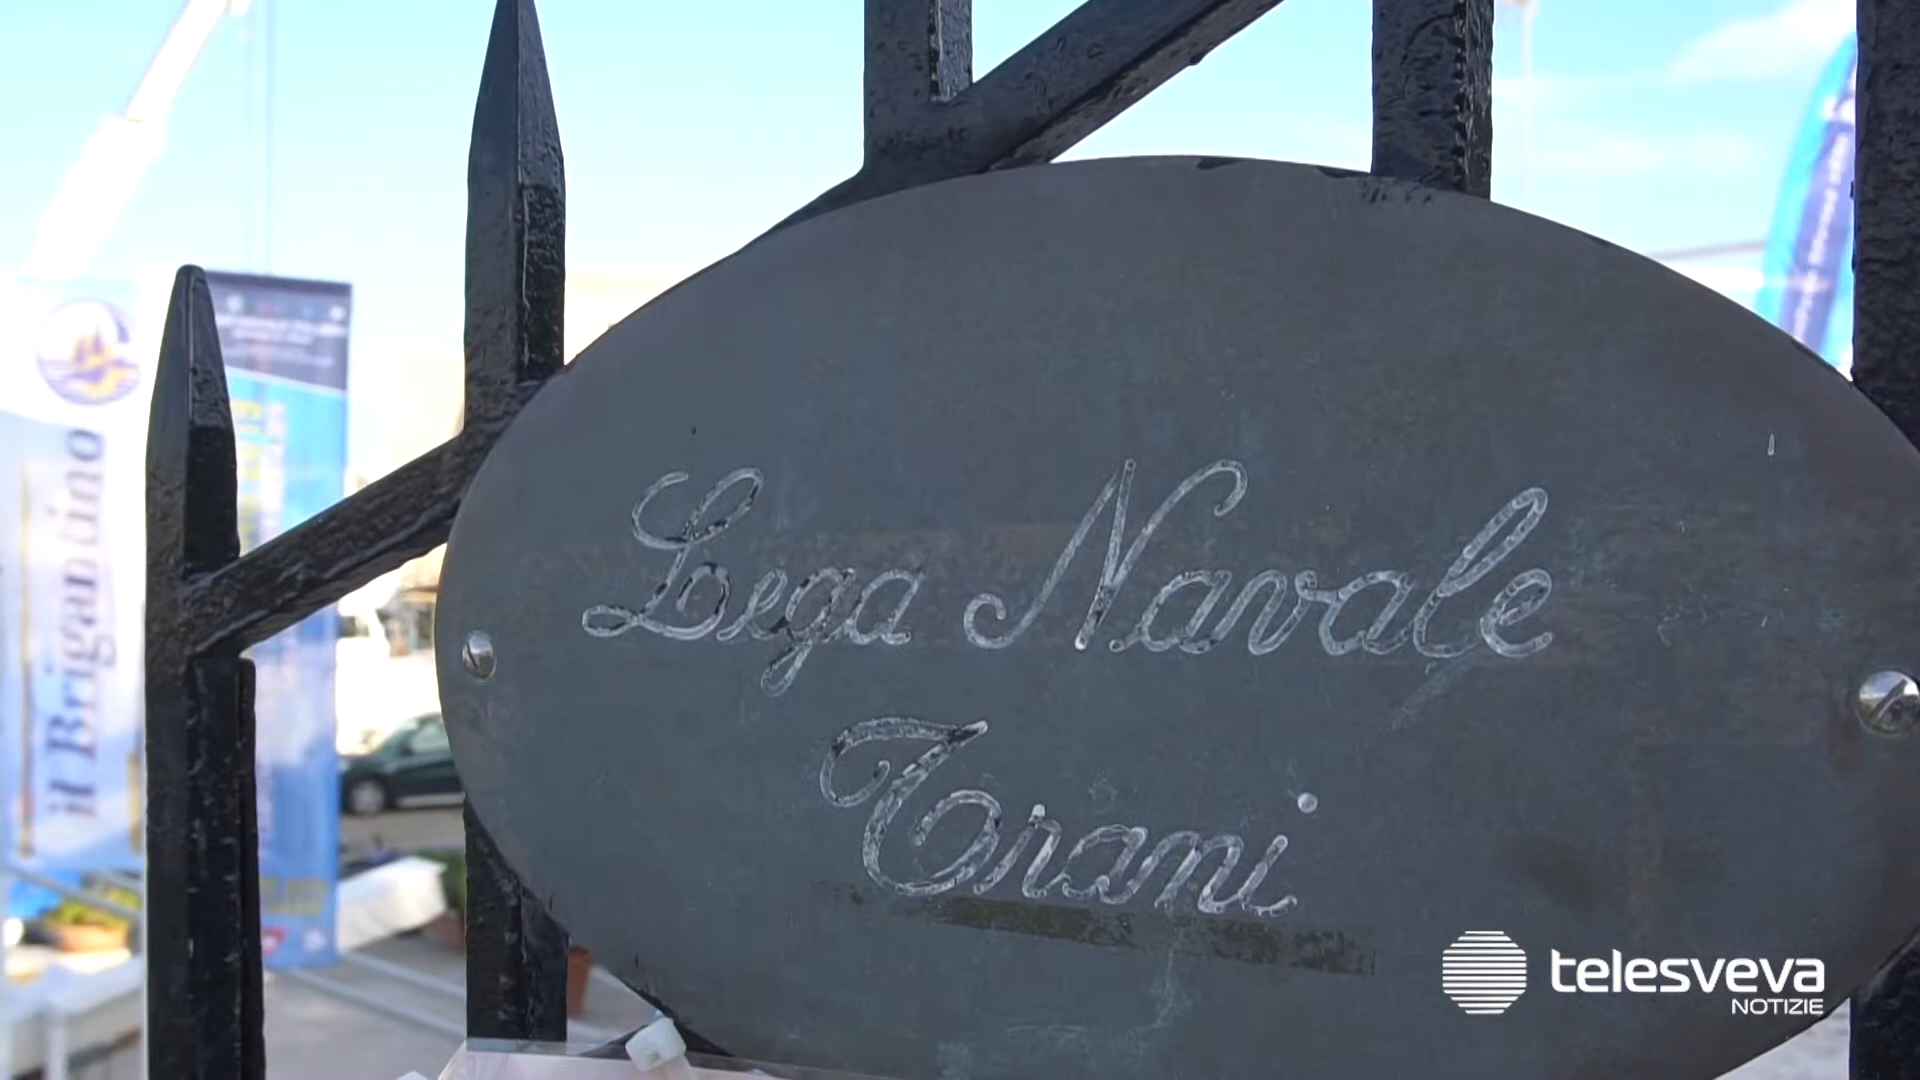 Lega Navale
Trani
il Brigantino
telesveva
NOTIZIE